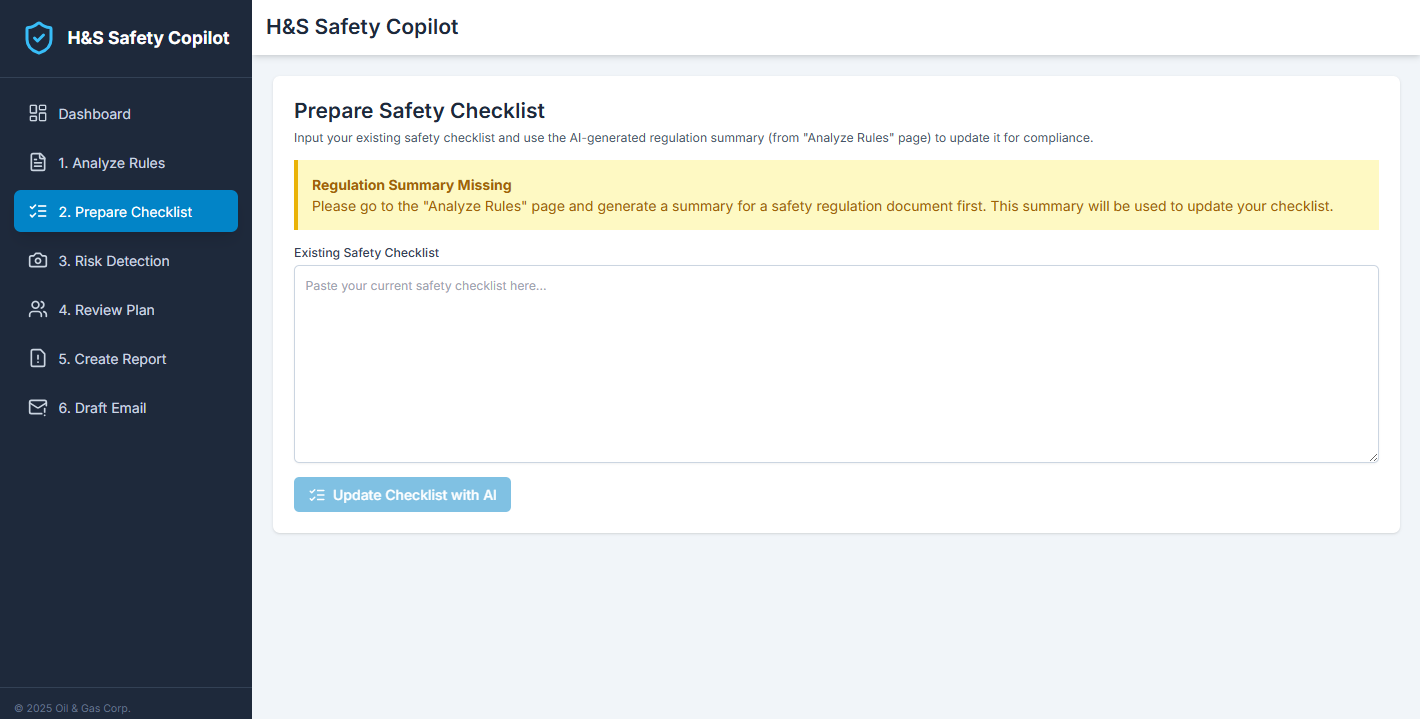 H&S Safety Copilot
Dashboard
1. Analyze Rules
2. Prepare Checklist
3. Risk Detection
4. Review Plan
5. Create Report
6. Draft Email
© 2025 Oil & Gas Corp.
H&S Safety Copilot
Prepare Safety Checklist
Input your existing safety checklist and use the AI-generated regulation summary (from "Analyze Rules" page) to update it for compliance.
Regulation Summary Missing
Please go to the "Analyze Rules" page and generate a summary for a safety regulation document first. This summary will be used to update your checklist.
Existing Safety Checklist
Paste your current safety checklist here...
Update Checklist with AI